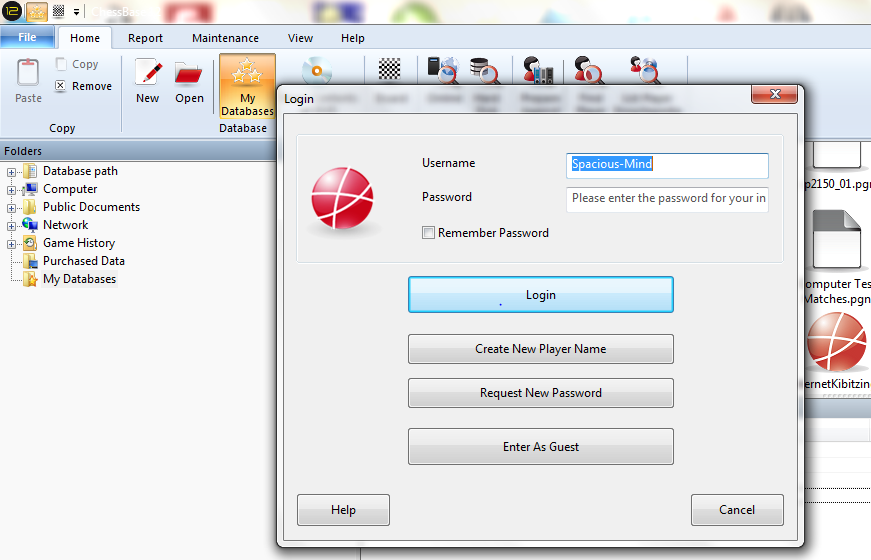 12
ChessBas
File Home Report Maintenance View Help
Copy
Remove
Paste
New Open
My
Databases
Copy
Database
Folders
Database path
Computer
Public Documents
Network
Game History
Purchased Data
My Databases
Login
Username
Spacious-Mind
Password
Please enter the password for your in
Remember Password
Login
Create New Player Name
Request New Password
Enter As Guest
Help
Cancel
p2150_01.pgn
omputer Tes
Matches.pgn
ernetKibitzin